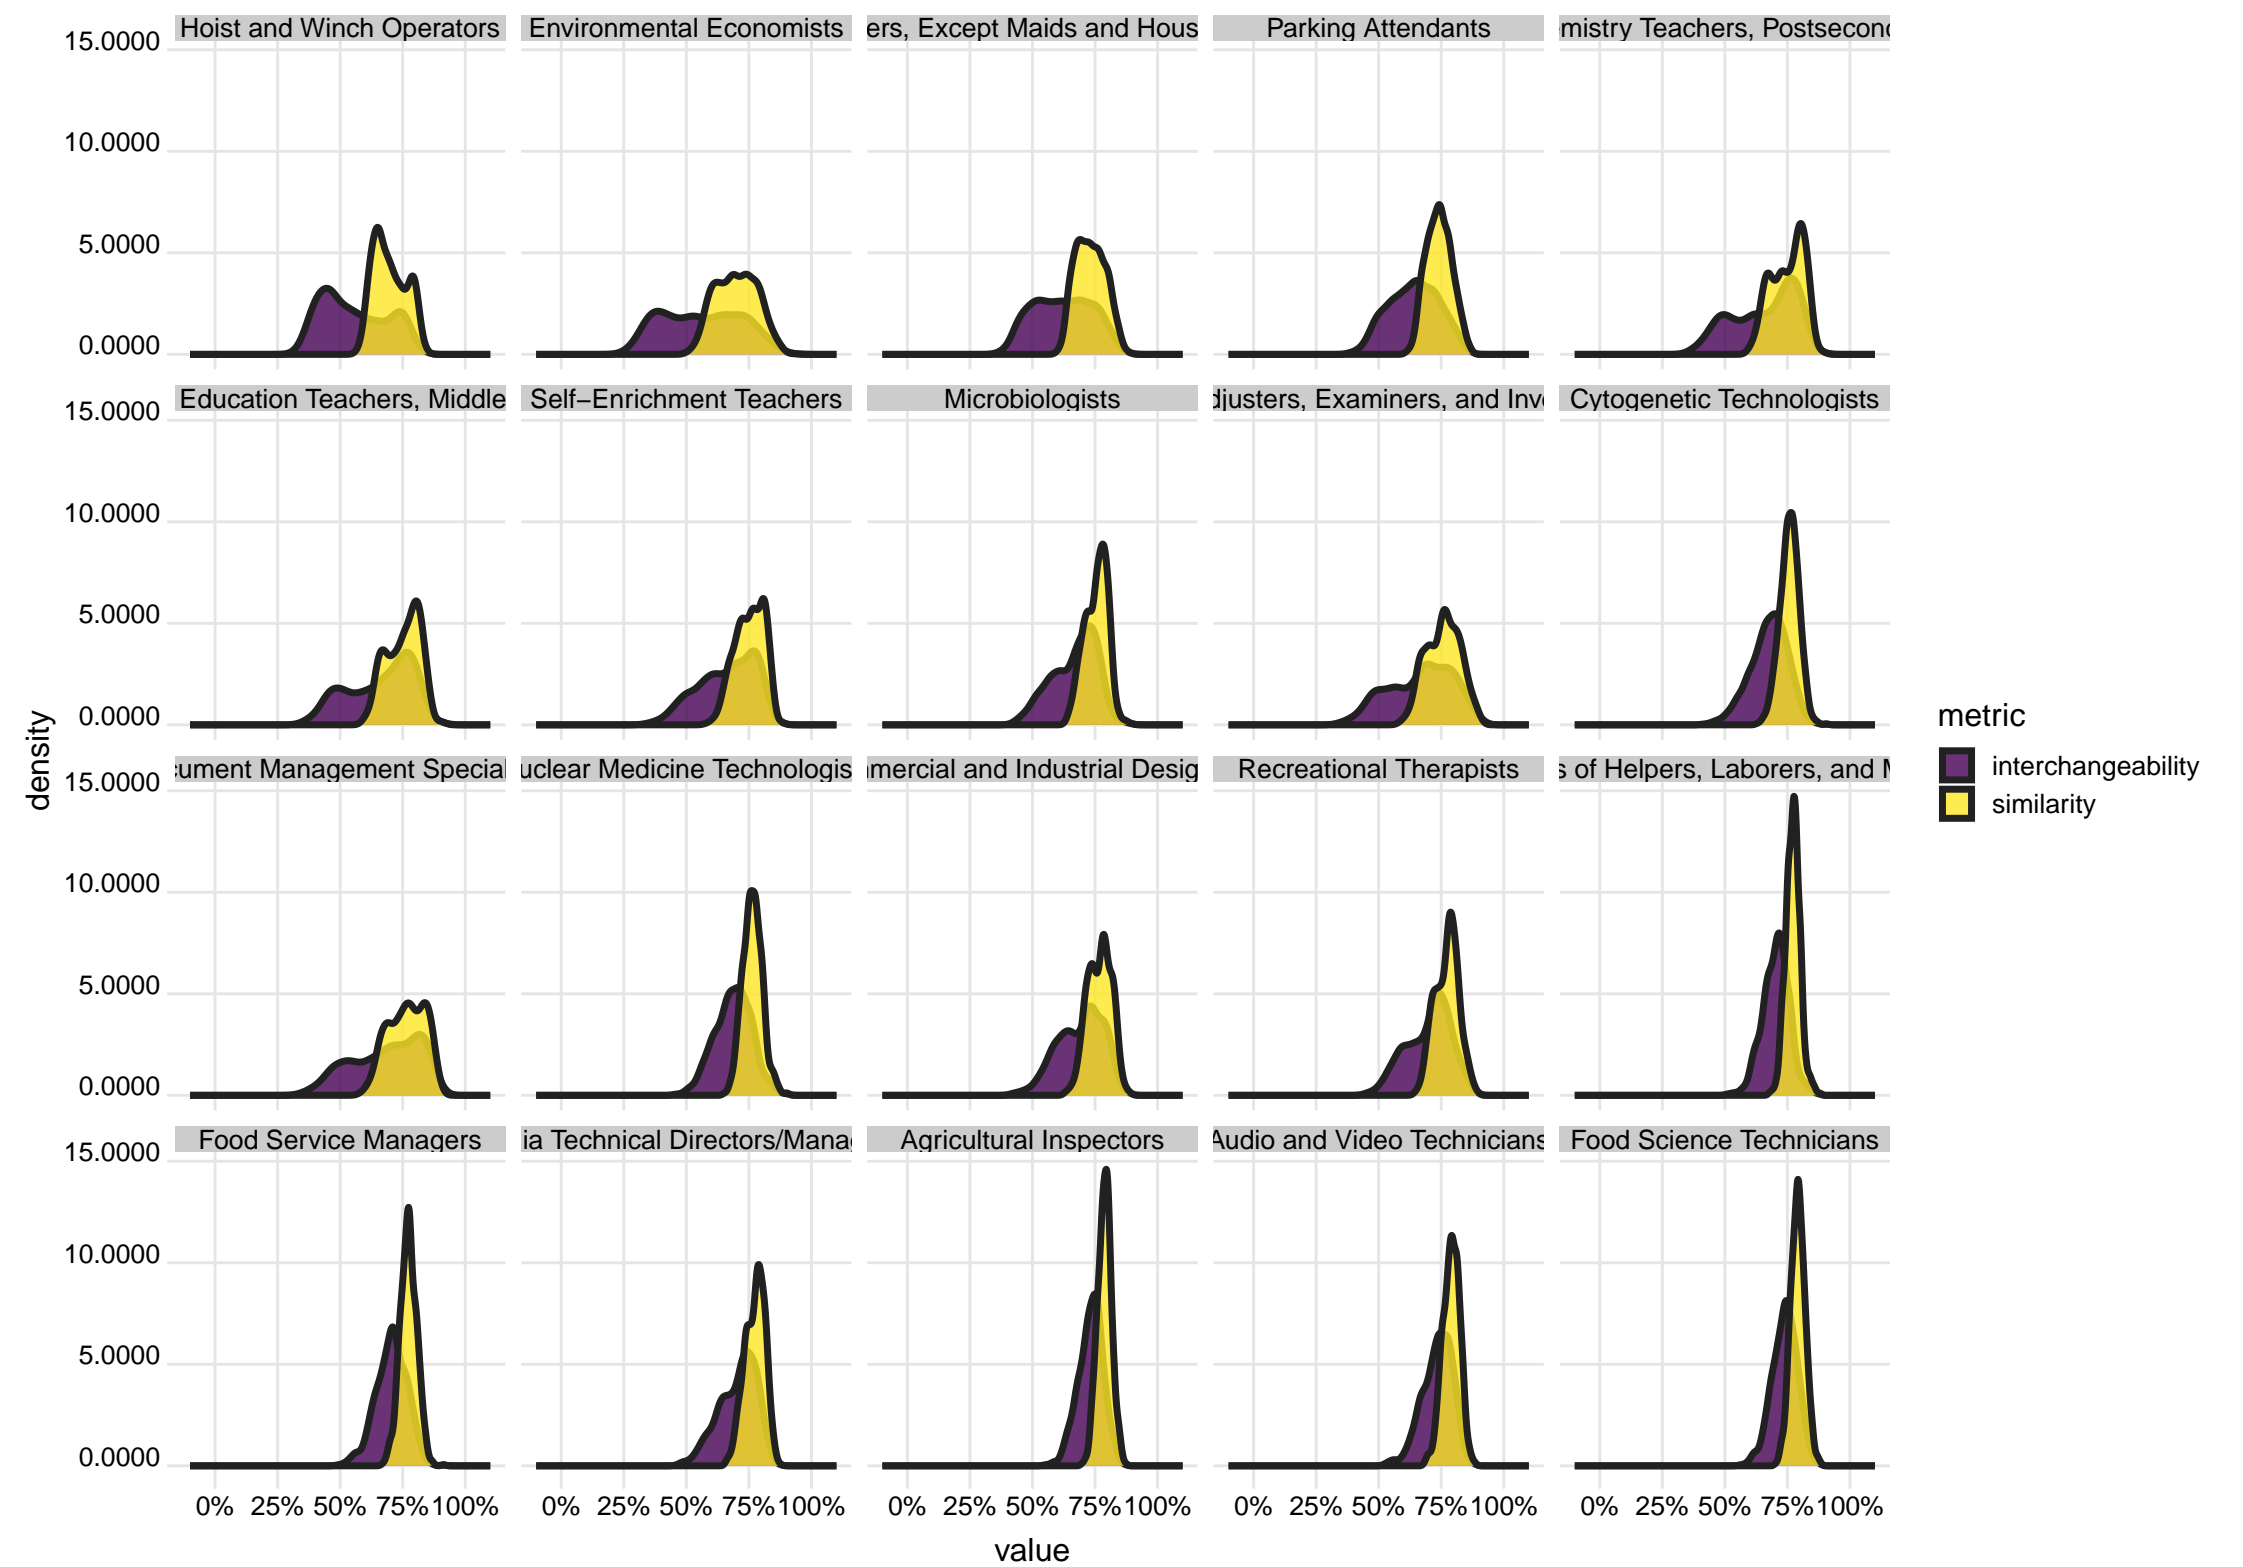 Hoist and Winch Operators
Environmental Economists
ers, Except Maids and Hous
Parking Attendants
mistry Teachers, Postsecond
15.0000
10.0000
5.0000
0.0000
Education Teachers, Middle
Self−Enrichment Teachers
Microbiologists
djusters, Examiners, and Inve
Cytogenetic Technologists
15.0000
10.0000
5.0000
0.0000
cument Management Special
uclear Medicine Technologis
mercial and Industrial Desig
Recreational Therapists
s of Helpers, Laborers, and M
15.0000
10.0000
5.0000
0.0000
Food Service Managers
ia Technical Directors/Manag
Agricultural Inspectors
Audio and Video Technicians
Food Science Technicians
15.0000
10.0000
5.0000
0.0000
0% 25% 50% 75% 100%
0% 25% 50% 75% 100%
0% 25% 50% 75% 100%
0% 25% 50% 75% 100%
0% 25% 50% 75% 100%
value
density
metric
interchangeability
similarity